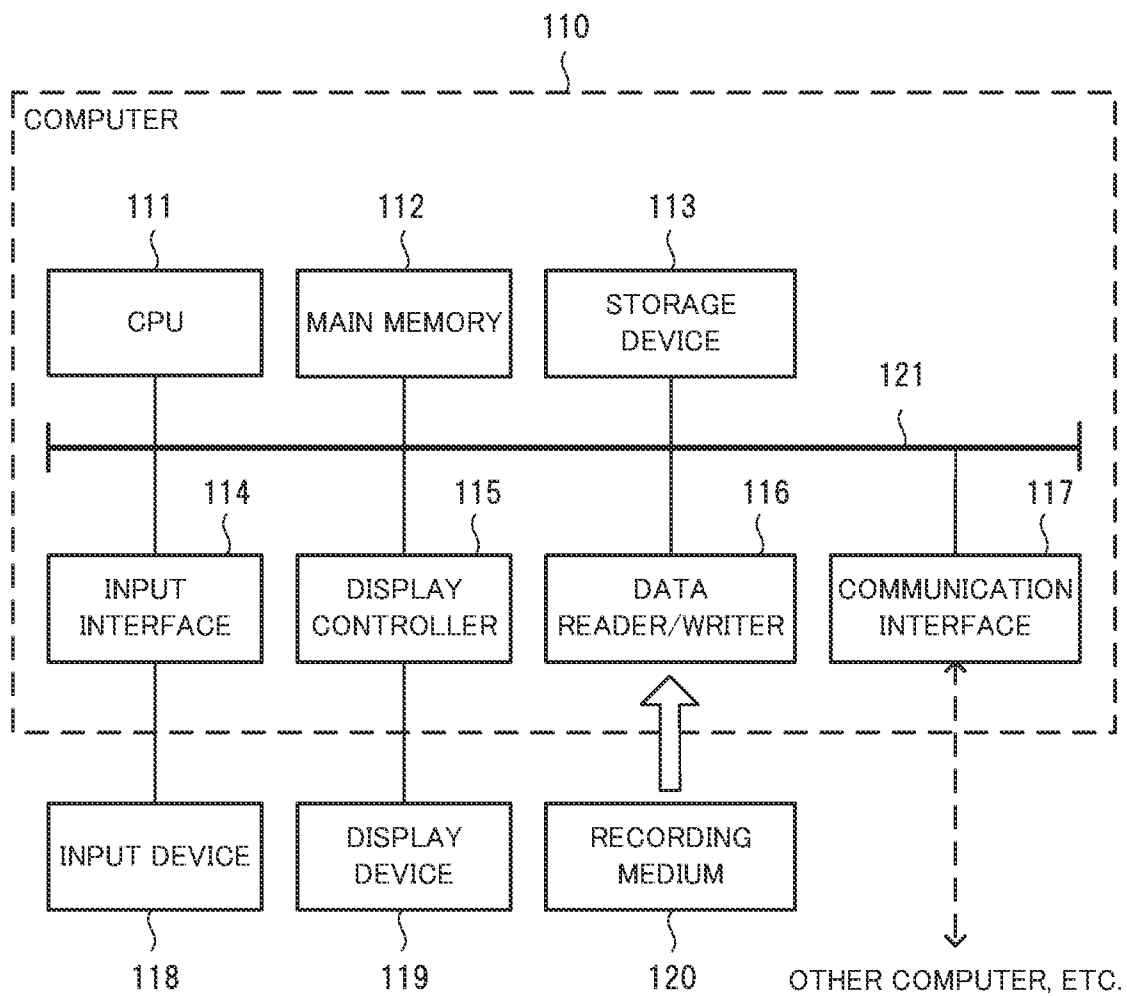 110
COMPUTER
111
112
113
CPU
MAIN MEMORY
STORAGE
DEVICE
121
114
115
116
117
INPUT
INTERFACE
DISPLAY
CONTROLLER
DATA
READER/WRITER
COMMUNICATION
INTERFACE
INPUT DEVICE
DISPLAY
DEVICE
RECORDING
MEDIUM
118
119
120
OTHER COMPUTER, ETC.